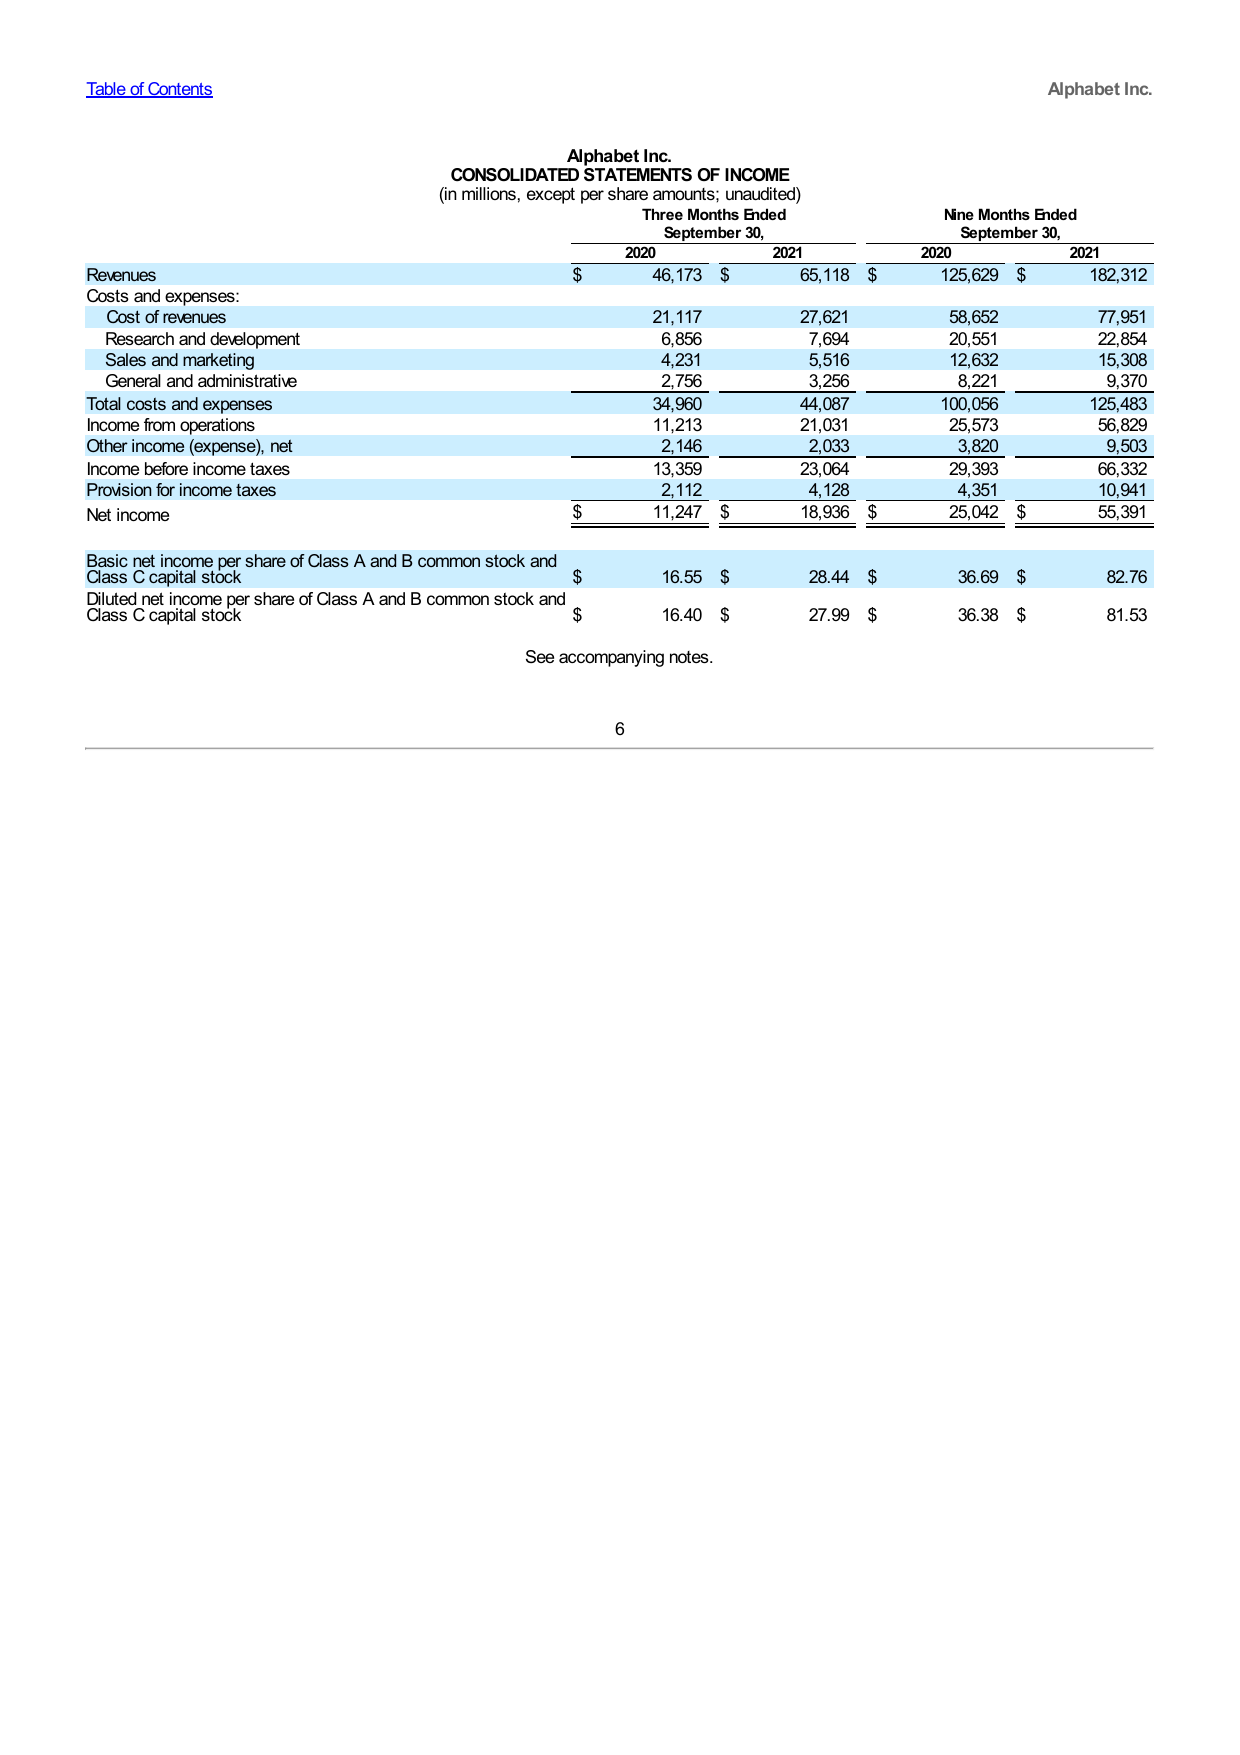 Table of Contents Alphabet Inc.
Alphabet Inc.
CONSOLIDATED STATEMENTS OF INCOME
(in millions, except per share amounts; unaudited)
Three Months Ended Nine Months Ended
September 30, September 30,
2020 2021 2020 2021
Revenues $ 46,173 $ 65,118 $ 125,629 $ 182,312
Costs and expenses:
Cost of revenues 21,117 27,621 58,652 77,951
Research and development 6,856 7,694 20,551 22,854
Sales and marketing 4,231 5,516 12,632 15,308
General and administrative 2,756 3,256 8,221 9,370
Total costs and expenses 34,960 44,087 100,056 125,483
Income from operations 11,213 21,031 25,573 56,829
Other income (expense), net 2,146 2,033 3,820 9,503
Income before income taxes 13,359 23,064 29,393 66,332
Provision for income taxes 2,112 4,128 4,351 10,941
Net income $ 11,247 $ 18,936 $ 25,042 $ 55,391
Basic net income per share of Class A and B common stock and
Class C capital stock $ 16.55 $ 28.44 $ 36.69 $ 82.76
Diluted net income per share of Class A and B common stock and
Class C capital stock $ 16.40 $ 27.99 $ 36.38 $ 81.53
See accompanying notes.
6